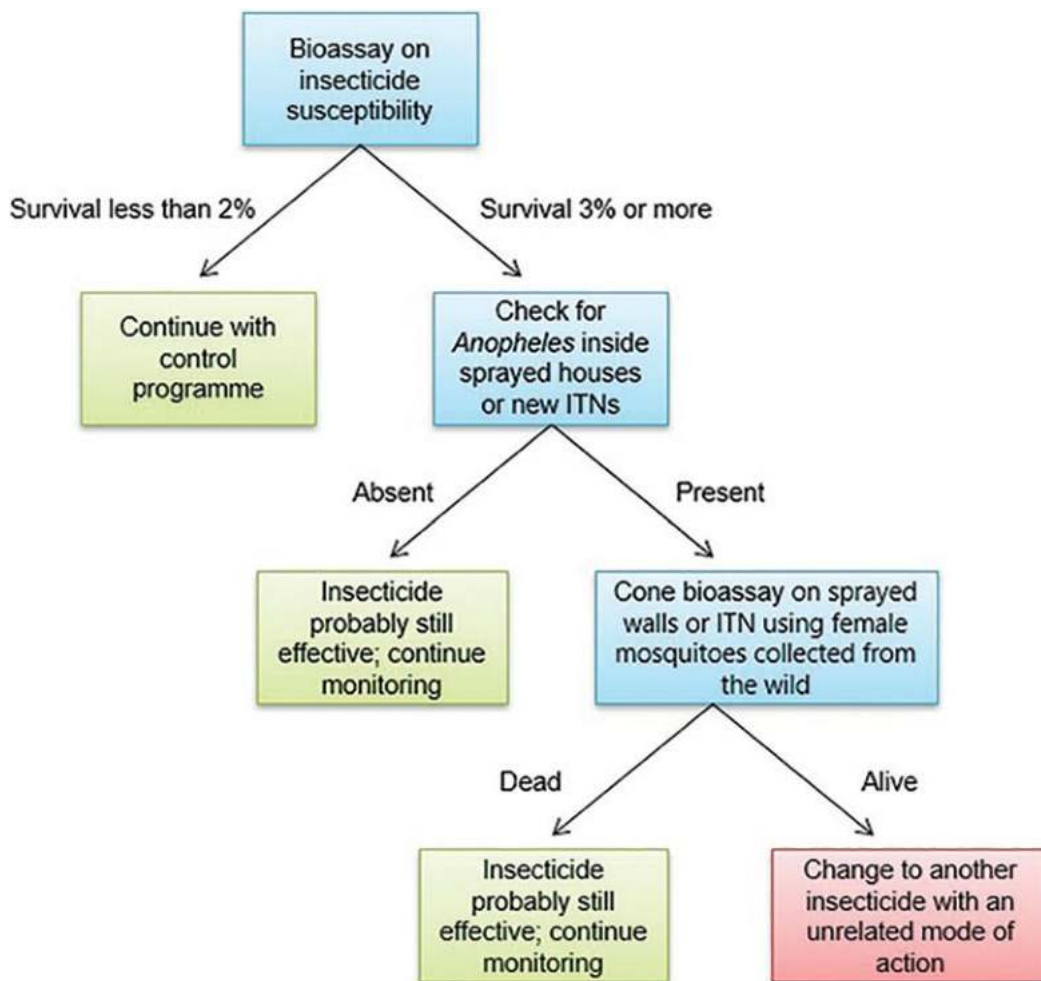 Bioassay on
insecticide
susceptibility
Survival less than 2%
Survival 3% or more
Continue with
control
programme
Check for
Anopheles inside
sprayed houses
or new ITNs
Absent
Present
Insecticide
probably still
effective; continue
monitoring
Cone bioassay on sprayed
walls or ITN using female
mosquitoes collected from
the wild
Dead
Alive
Insecticide
probably still
effective; continue
monitoring
Change to another
insecticide with an
unrelated mode of
action